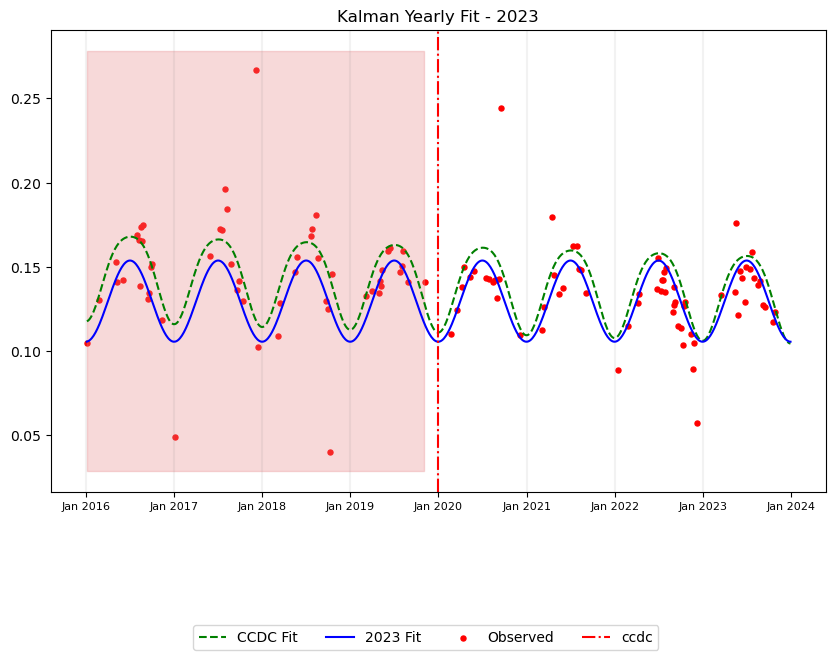 Kalman Yearly Fit - 2023
0.25
0.20
0.15
0.10
0.05
Jan 2016 Jan 2017 Jan 2018 Jan 2019 Jan 2020 Jan 2021 Jan 2022 Jan 2023 Jan 2024
CCDC Fit 2023 Fit Observed ccdc